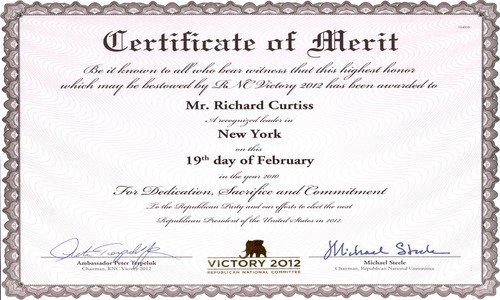 Certificate of Merit
Be it known to all who bear witness that this highest honor
which may be bestowed by RNC Victory 2012 has been awarded to
Mr. Richard Curtiss
A recognized leader in
New York
on this
19th day of February
in the year 2010
For Dedication, Sacrifice and Commitment
To the Republican Party and our efforts to elect the next
Republican President of the United States in 2012.
Michael Steele
Ambassador Peter Terpeluk
Chairman, RNC Victory 2012
VICTORY 2012
REPUBLICAN NATIONAL COMMITTEE
Michael Steele
Chairman, Republican National Committee